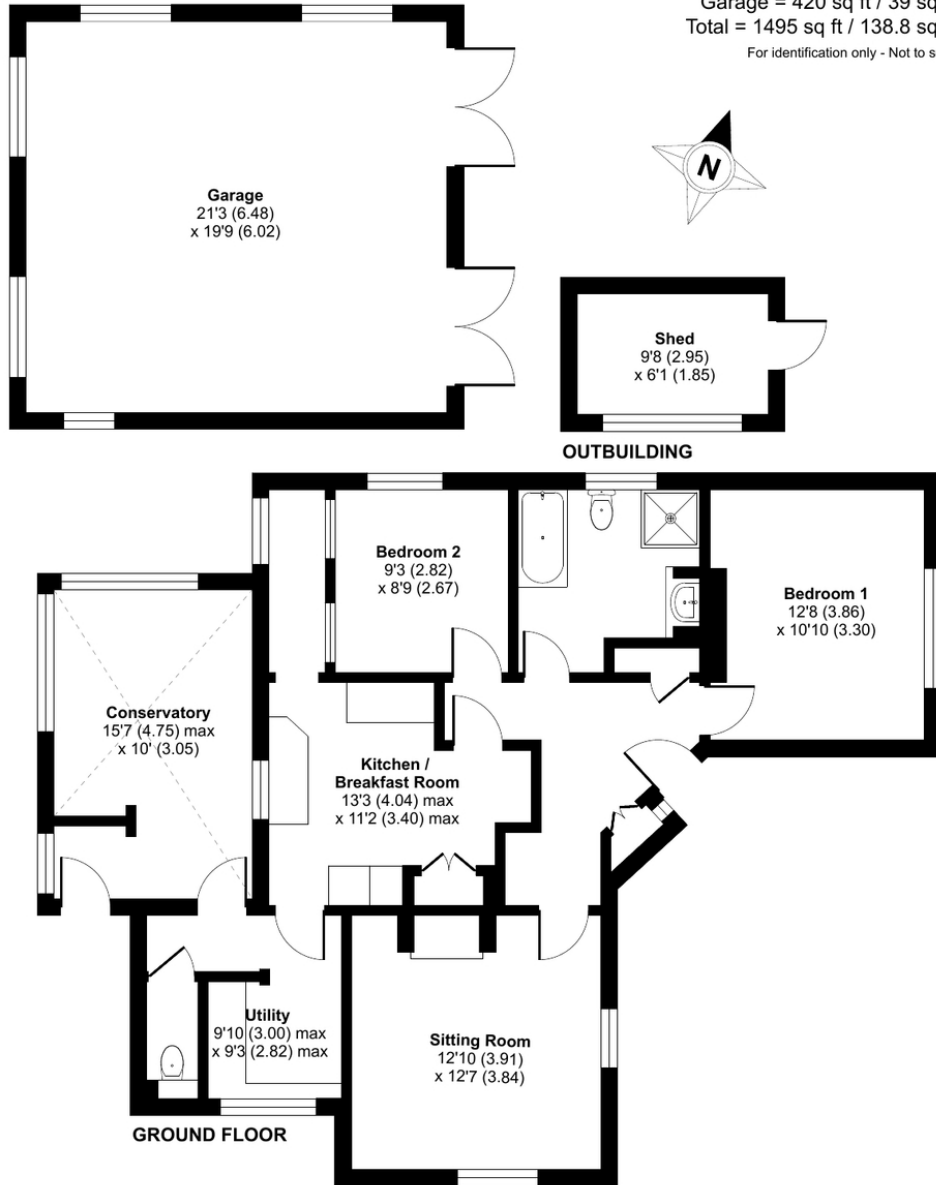 Garage = 420 sq ft / 39 sq
Total = 1495 sq ft / 138.8 sq
For identification only - Not to s
N
Garage
21'3 (6.48)
x 19'9 (6.02)
Shed
9'8 (2.95)
x 6'1 (1.85)
OUTBUILDING
Bedroom 2
9'3 (2.82)
x 8'9 (2.67)
Bedroom 1
12'8 (3.86)
x 10'10 (3.30)
Conservatory
15'7 (4.75) max
x 10' (3.05)
Kitchen /
Breakfast Room
13'3 (4.04) max
x 11'2 (3.40) max
Utility
9'10 (3.00) max
x 9'3 (2.82) max
Sitting Room
12'10 (3.91)
x 12'7 (3.84)
GROUND FLOOR